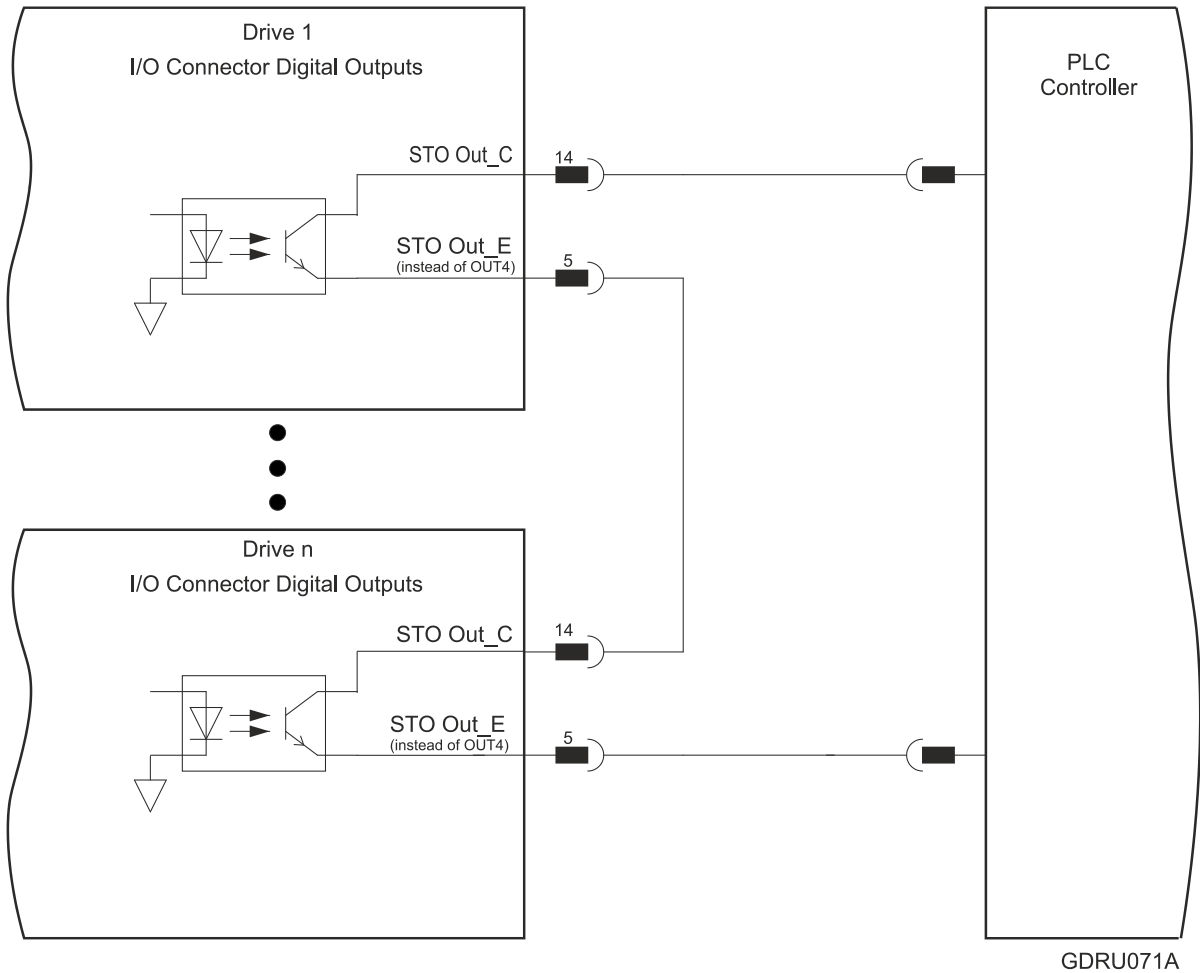 Drive 1
I/O Connector Digital Outputs
PLC
Controller
STO Out_C
14
STO Out_E
5
(instead of OUT4)
Drive n
I/O Connector Digital Outputs
STO Out_C
14
STO Out_E
5
(instead of OUT4)
GDRU071A